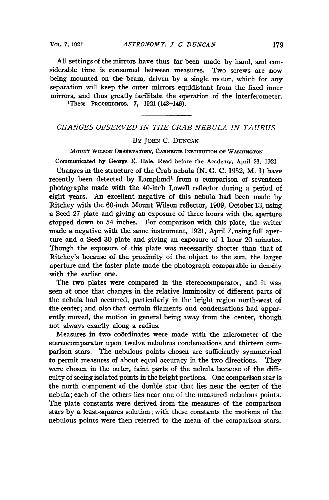 VOL. 7, 1921 ASTRONOMY: J. C. DUNCAN 179
All settings of the mirrors have thus far been made by hand, and con-
siderable time is consumed between measures. Two screws are now
being mounted on the beam, driven by a single motor, which for any
separation will keep the outer mirrors equidistant from the fixed inner
mirrors, and thus greatly facilitate the operation of the interferometer.
¹ These PROCEEDINGS, 7, 1921 (143-149).
CHANGES OBSERVED IN THE CRAB NEBULA IN TAURUS
BY JOHN C. DUNCAN
MOUNT WILSON OBSERVATORY, CARNEGIE INSTITUTION OF WASHINGTON
Communicated by George E. Hale. Read before the Academy, April 26, 1921
Changes in the structure of the Crab nebula (N. G. C. 1952, M. 1) have
recently been detected by Lampland¹ from a comparison of seventeen
photographs made with the 40-inch Lowell reflector during a period of
eight years. An excellent negative of this nebula had been made by
Ritchey with the 60-inch Mount Wilson reflector, 1909, October 13, using
a Seed 27 plate and giving an exposure of three hours with the aperture
stopped down to 54 inches. For comparison with this plate, the writer
made a negative with the same instrument, 1921, April 7, using full aper-
ture and a Seed 30 plate and giving an exposure of 1 hour 20 minutes.
Though the exposure of this plate was necessarily shorter than that of
Ritchey's because of the proximity of the object to the sun, the larger
aperture and the faster plate made the photograph comparable in density
with the earlier one.
The two plates were compared in the stereocomparator, and it was
seen at once that changes in the relative luminosity of different parts of
the nebula had occurred, particularly in the bright region north-west of
the center; and also that certain filaments and condensations had appar-
ently moved, the motion in general being away from the center, though
not always exactly along a radius.
Measures in two coördinates were made with the micrometer of the
stereocomparator upon twelve nebulous condensations and thirteen com-
parison stars. The nebulous points chosen are sufficiently symmetrical
to permit measures of about equal accuracy in the two directions. They
were chosen in the outer, faint parts of the nebula because of the diffi-
culty of seeing isolated points in the bright portions. One comparison star is
the north component of the double star that lies near the center of the
nebula; each of the others lies near one of the measured nebulous points.
The plate constants were derived from the measures of the comparison
stars by a least-squares solution; with these constants the motions of the
nebulous points were then referred to the mean of the comparison stars.